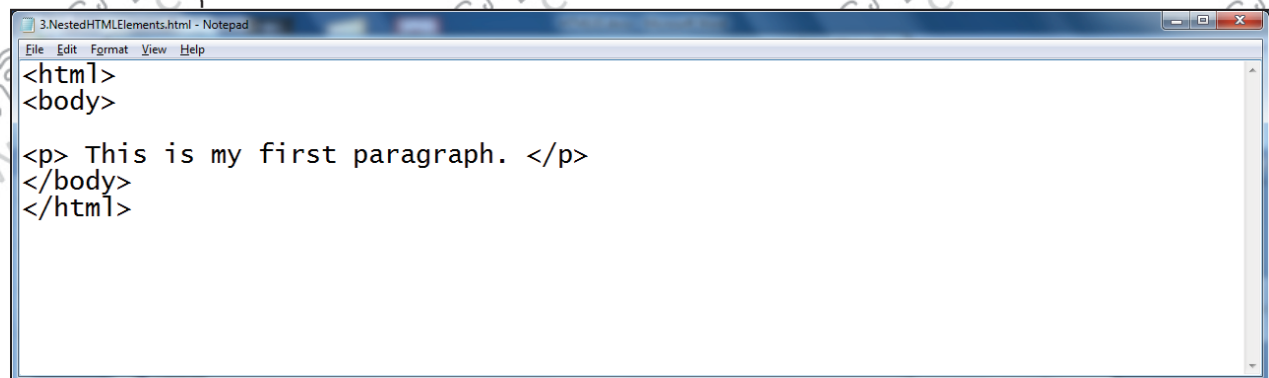 3.NestedHTMLElements.html - Notepad
File Edit Format View Help
<html>
<body>
<p> This is my first paragraph. </p>
</body>
</html>